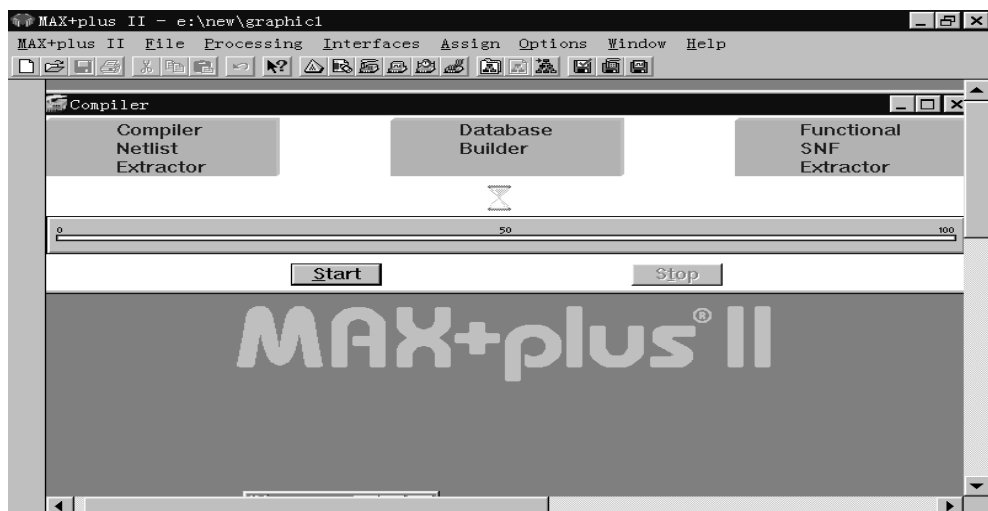 MAX+plus II - e:\new\graphic1
MAX+plus II File Processing Interfaces Assign Options Window Help
Compiler
Compiler
Netlist
Extractor
Database
Builder
Functional
SNF
Extractor
0 50 100
Start Stop
MAX+plus® II